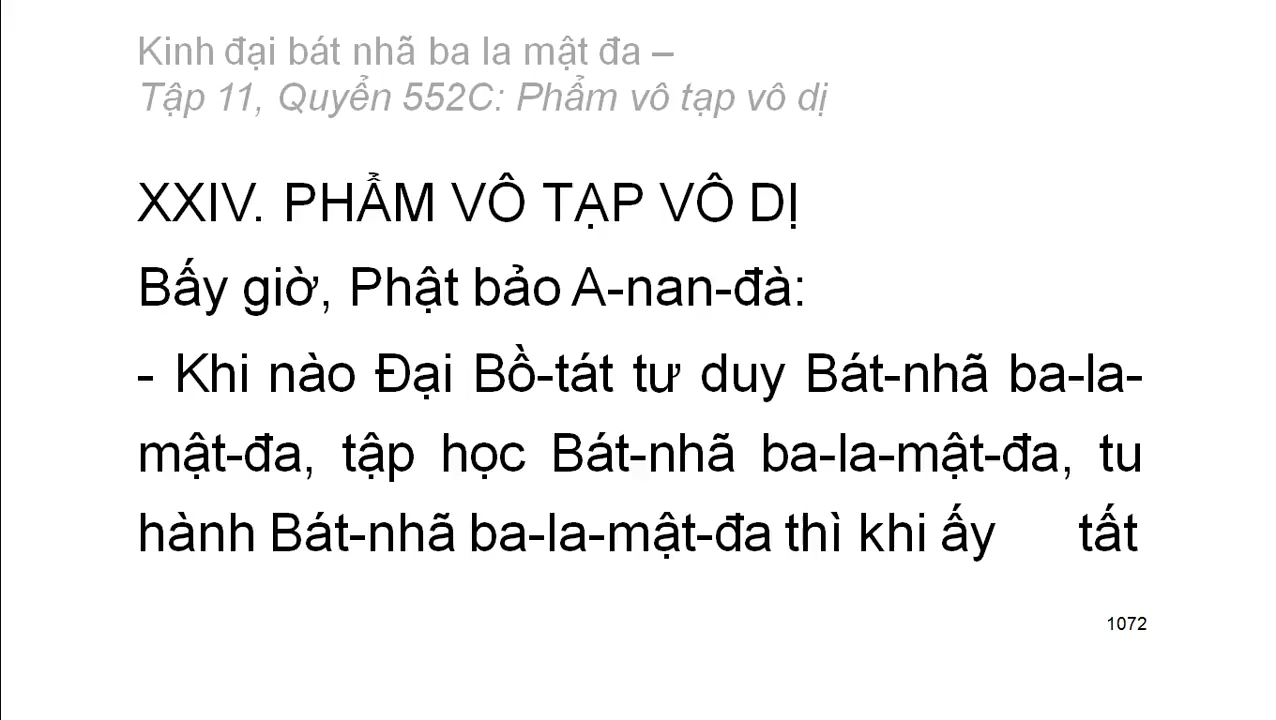 Kinh đại bát nhã ba la mật đa –
Tập 11, Quyển 552C: Phẩm vô tạp vô dị
XXIV. PHẨM VÔ TẠP VÔ DỊ
Bấy giờ, Phật bảo A-nan-đà:
- Khi nào Đại Bồ-tát tư duy Bát-nhã ba-la-
mật-đa, tập học Bát-nhã ba-la-mật-đa, tu
hành Bát-nhã ba-la-mật-đa thì khi ấy tất
1072